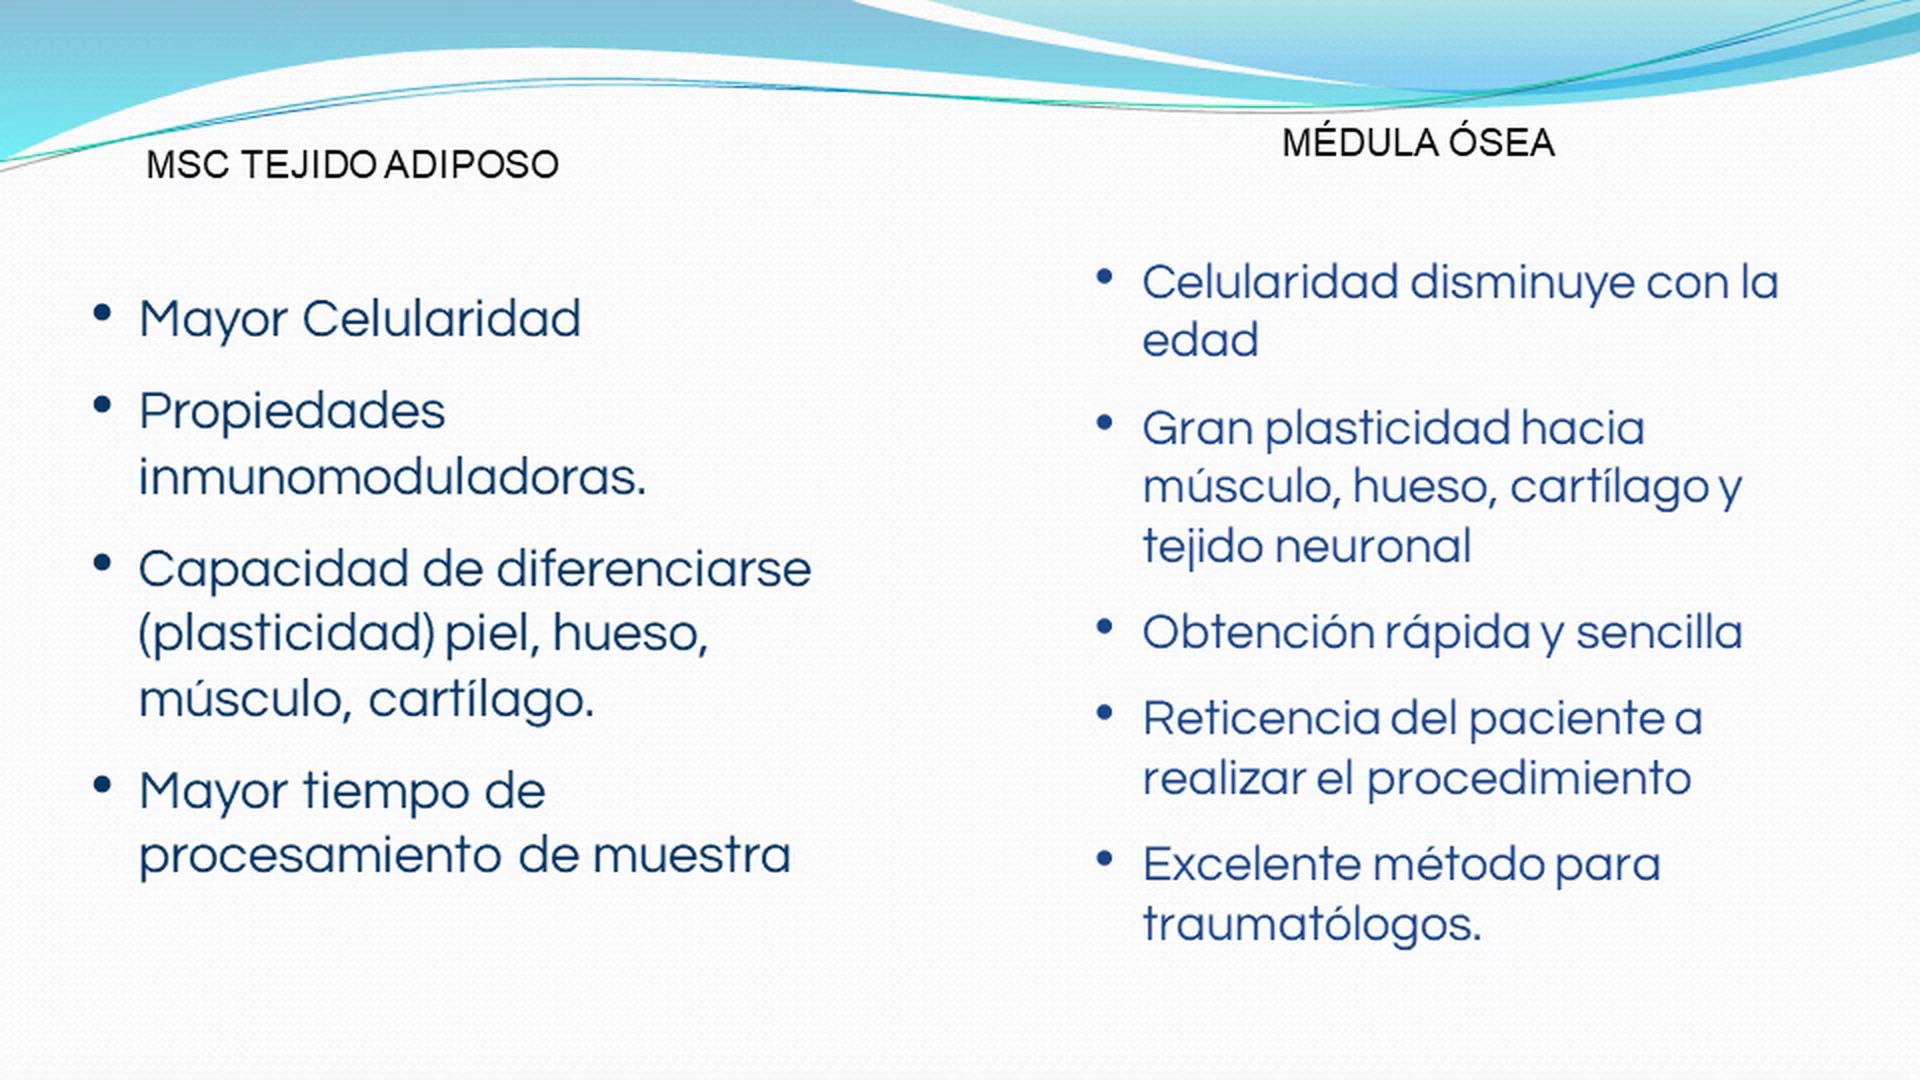 MSC TEJIDO ADIPOSO
• Mayor Celularidad
• Propiedades
inmunomoduladoras.
• Capacidad de diferenciarse
(plasticidad) piel, hueso,
músculo, cartílago.
• Mayor tiempo de
procesamiento de muestra
MÉDULA ÓSEA
• Celularidad disminuye con la
edad
• Gran plasticidad hacia
músculo, hueso, cartílago y
tejido neuronal
• Obtención rápida y sencilla
• Reticencia del paciente a
realizar el procedimiento
• Excelente método para
traumatólogos.